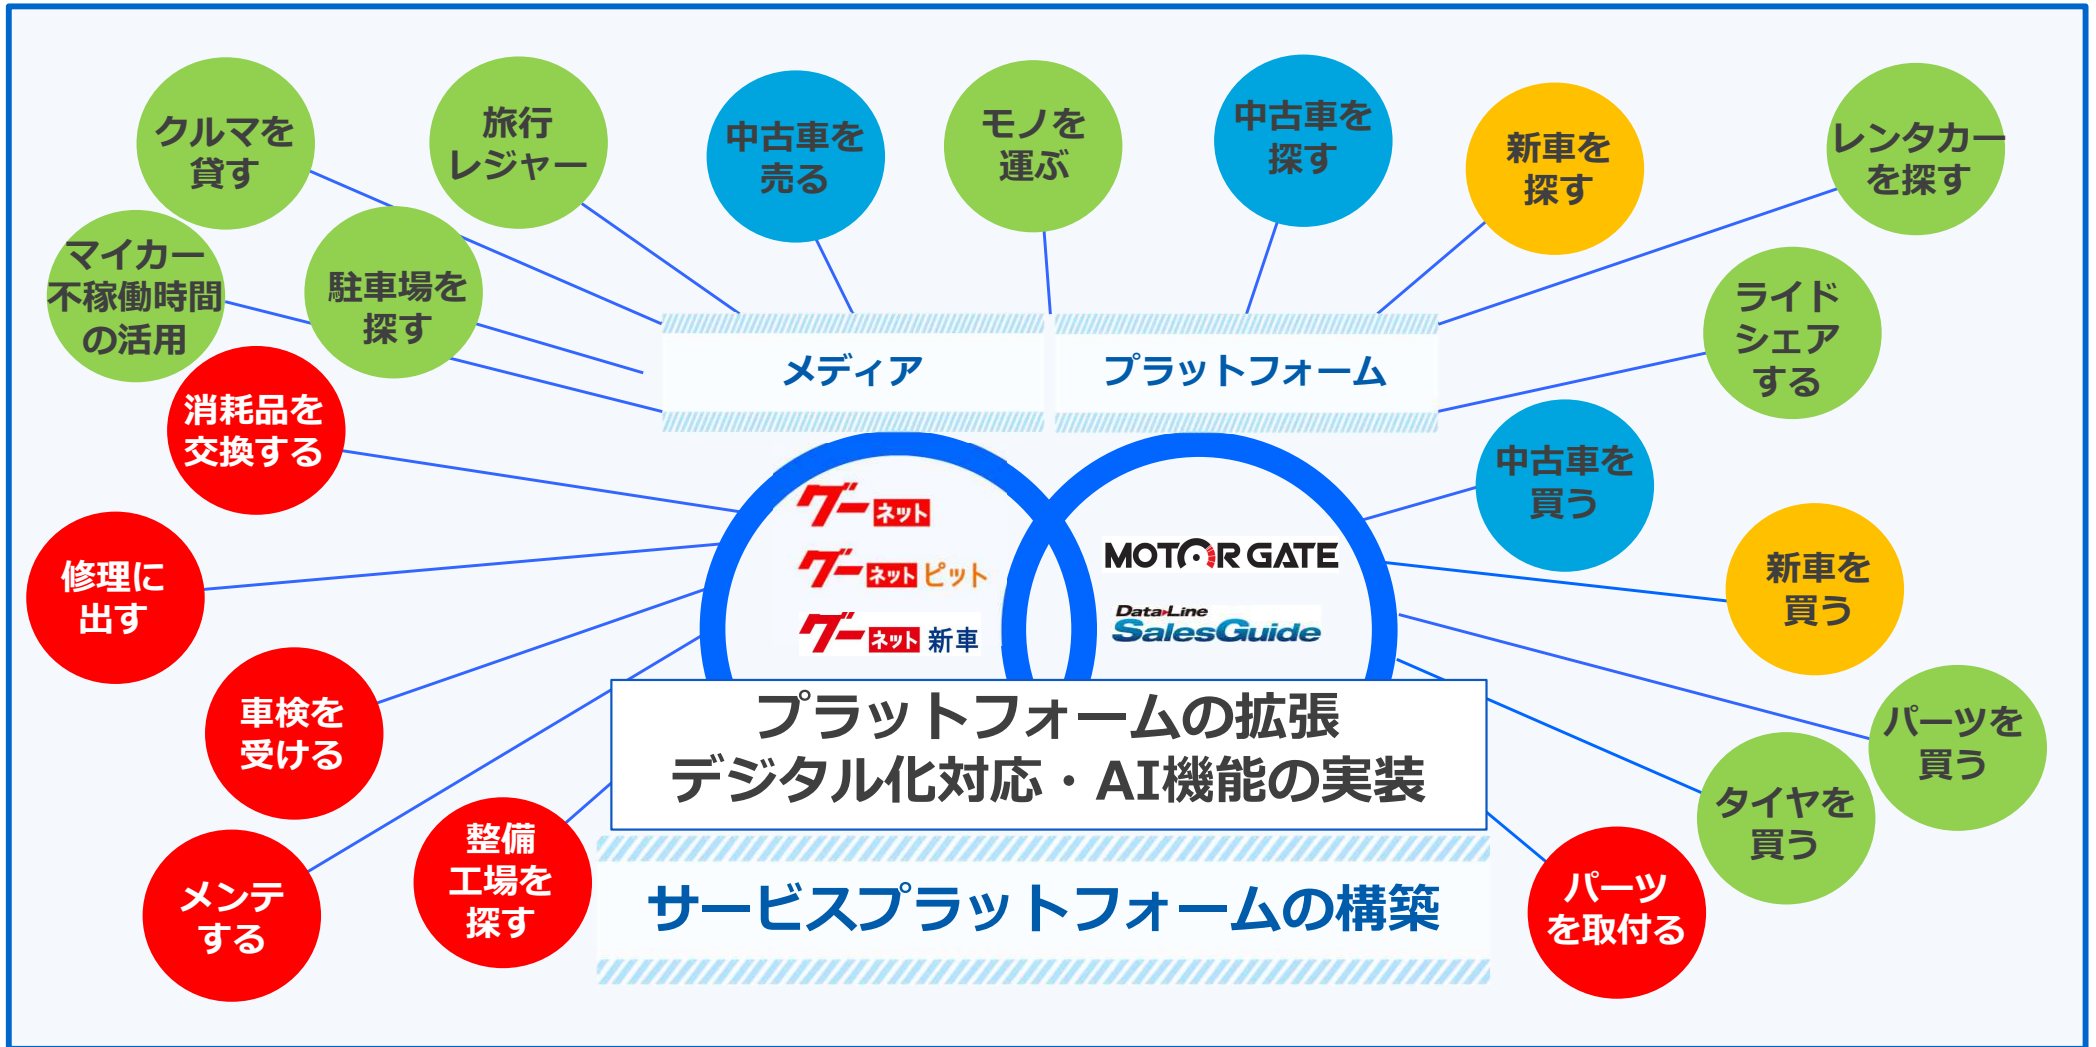 クルマを
貸す
旅行
レジャー
中古車を
売る
モノを
運ぶ
中古車を
探す
新車を
探す
レンタカー
を探す
マイカー
不稼働時間
の活用
駐車場を
探す
ライド
シェア
する
メディア
プラットフォーム
消耗品を
交換する
中古車を
買う
グーネット
グーネットピット
グーネット新車
MOTOR GATE
Data Line
SalesGuide
修理に
出す
新車を
買う
車検を
受ける
プラットフォームの拡張
デジタル化対応・AI機能の実装
パーツを
買う
タイヤを
買う
メンテ
する
整備
工場を
探す
サービスプラットフォームの構築
パーツ
を取付る